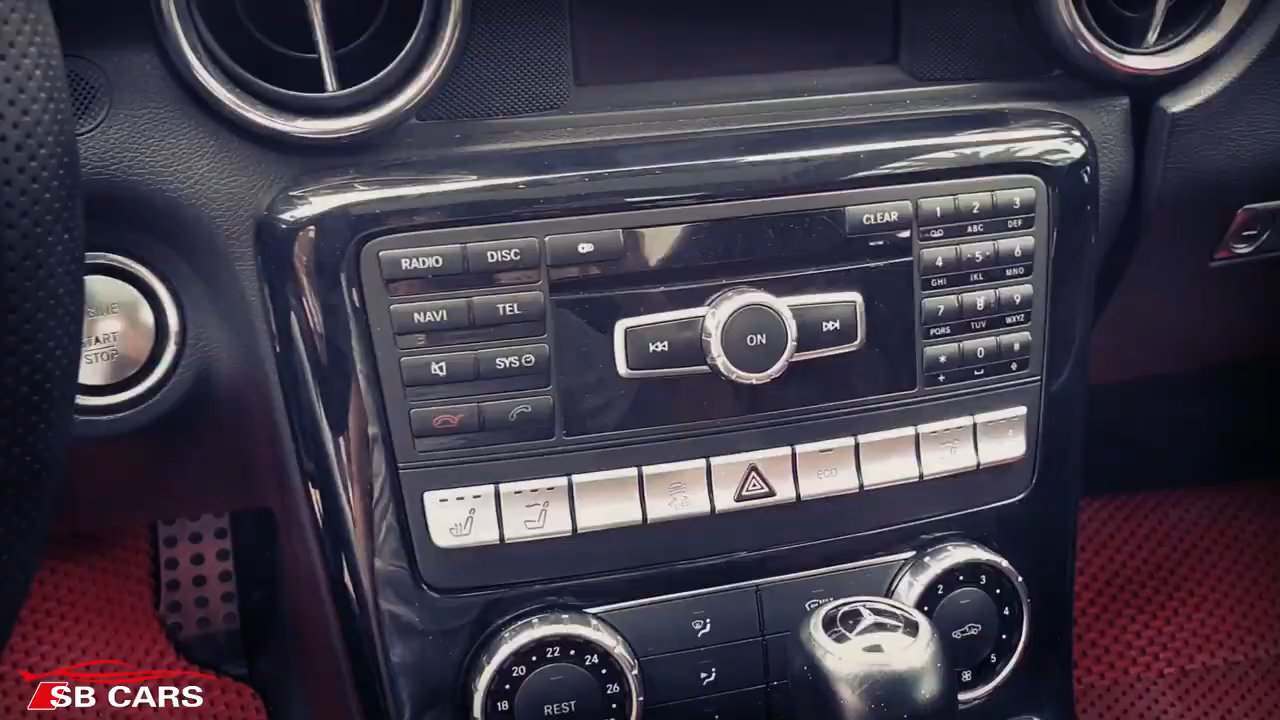 RADIO DISC
NAVI TEL
SYS
CLEAR
1 2 3
ABC DEF
4 5 6
GHI JKL MNO
7 8 9
PQRS TUV WXYZ
* 0 #
+
ON
START
STOP
ECO
18 20 22 24 26
REST
2 3 4 5
SB CARS